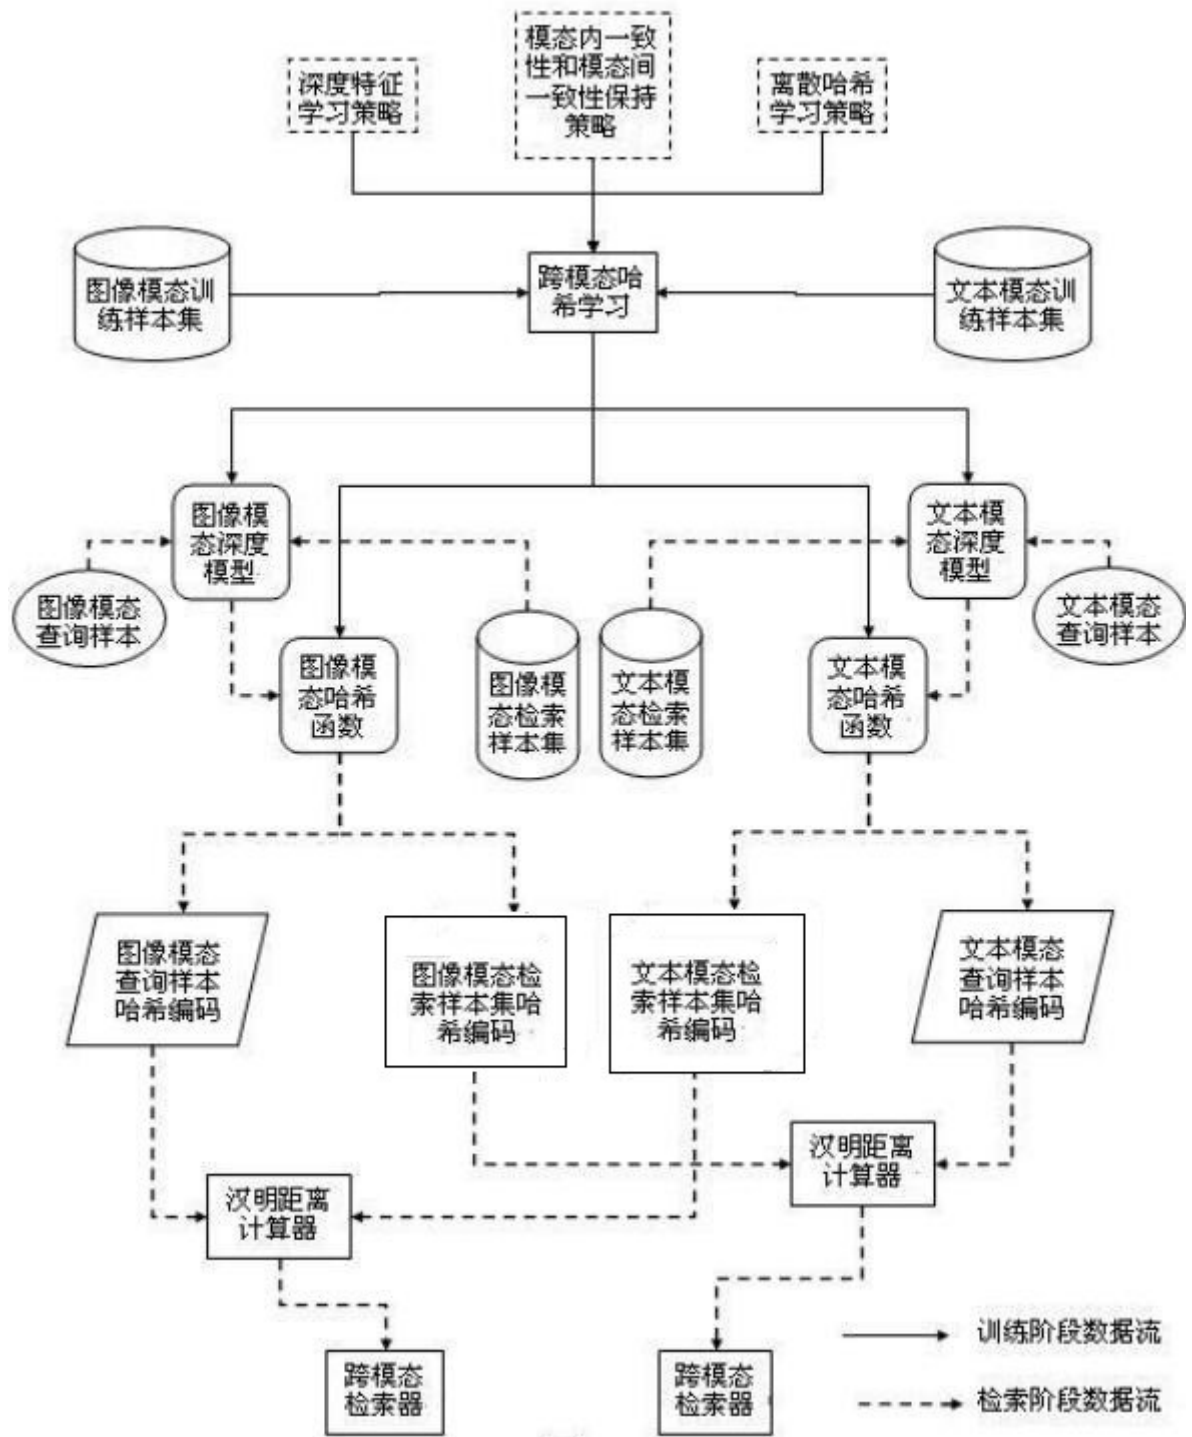 深度特征
学习策略
模态内一致
性和模态间
一致性保持
策略
离散哈希
学习策略
图像模态训
练样本集
跨模态哈
希学习
文本模态训
练样本集
图像模
态深度
模型
文本模
态深度
模型
图像模态
查询样本
图像模
态哈希
函数
图像模
态检索
样本集
文本模
态检索
样本集
文本模
态哈希
函数
文本模态
查询样本
图像模态
查询样本
哈希编码
图像模态检
索样本集哈
希编码
文本模态检
索样本集哈
希编码
文本模态
查询样本
哈希编码
汉明距离
计算器
汉明距离
计算器
跨模态
检索器
跨模态
检索器
训练阶段数据流
检索阶段数据流